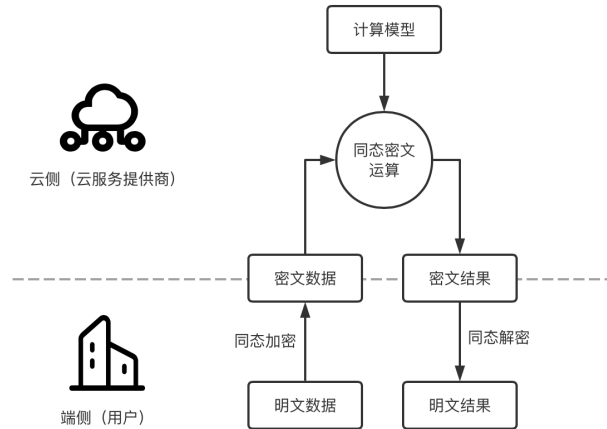 计算模型
同态密文
运算
云侧（云服务提供商）
密文数据
密文结果
同态加密
同态解密
端侧（用户）
明文数据
明文结果